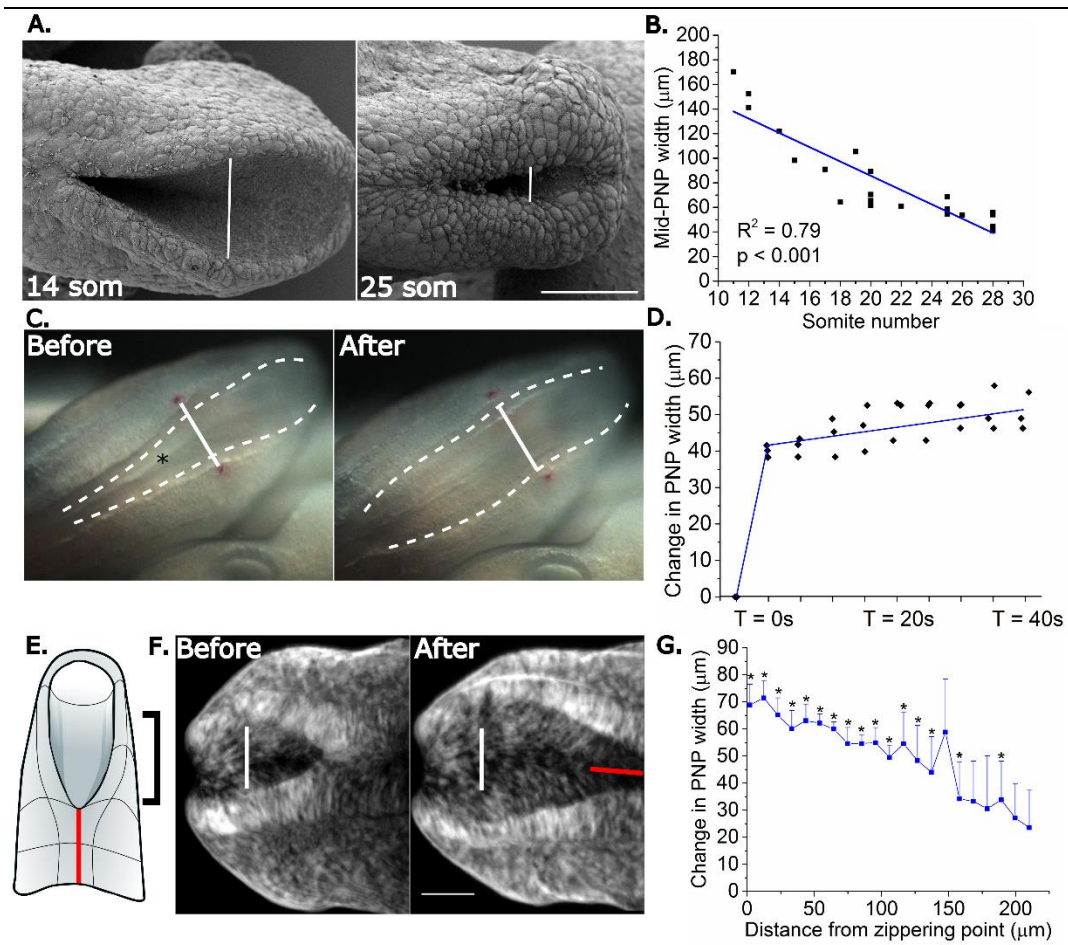 A.
14 som
25 som
B.
Mid-PNP width (µm)
200
180
160
140
120
100
80
60
40
20
0
R² = 0.79
p < 0.001
10 12 14 16 18 20 22 24 26 28 30
Somite number
C.
Before
*
After
D.
Change in PNP width (µm)
70
60
50
40
30
20
10
0
T = 0s T = 20s T = 40s
E.
F.
Before
After
G.
Change in PNP width (µm)
90
80
70
60
50
40
30
20
10
0
* * * * * * * * * * * * * * * *
0 50 100 150 200
Distance from zippering point (µm)